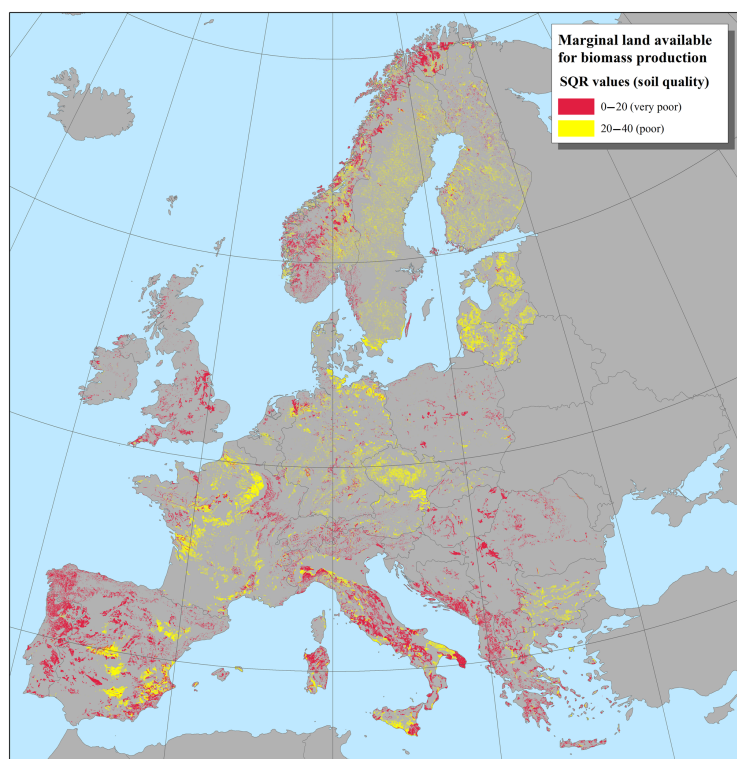 Marginal land available
for biomass production
SQR values (soil quality)
0–20 (very poor)
20–40 (poor)